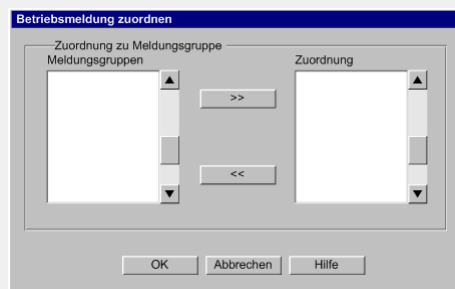 Betriebsmeldung zuordnen
Zuordnung zu Meldungsgruppe
Meldungsgruppen
Zuordnung
>>
<<
OK
Abbrechen
Hilfe